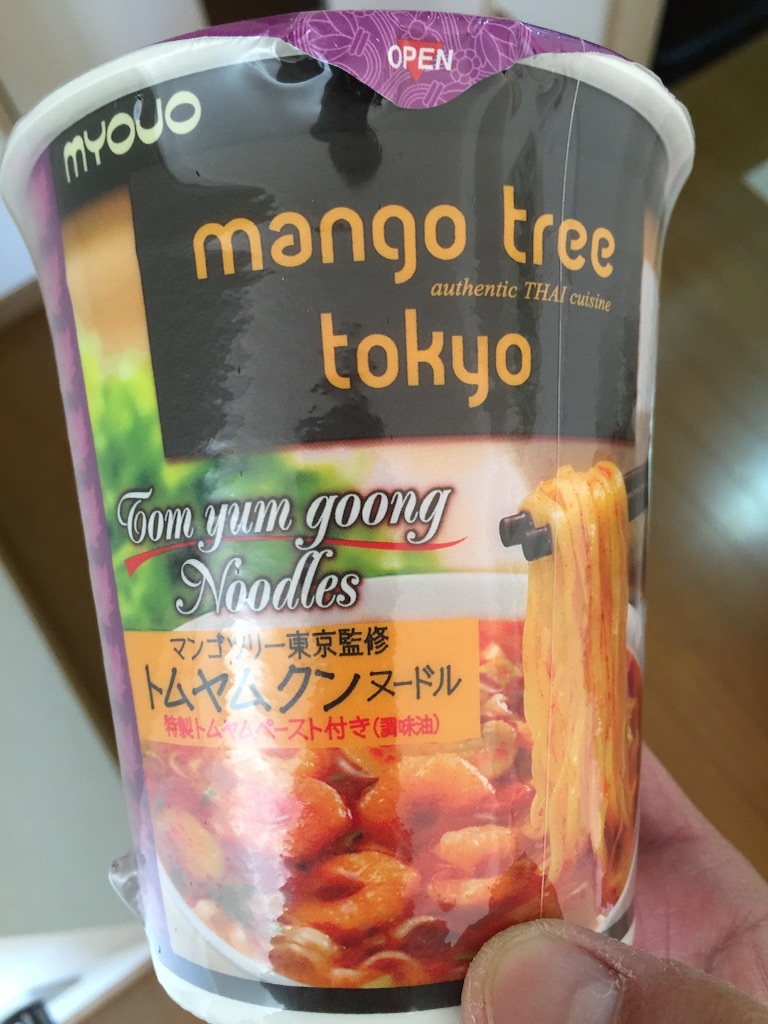 OPEN
MYOJO
mango tree
authentic THAI cuisine
tokyo
Tom yum goong
Noodles
マンゴツリー東京監修
トムヤムクンヌードル
特製トムヤムペースト付き(調味油)